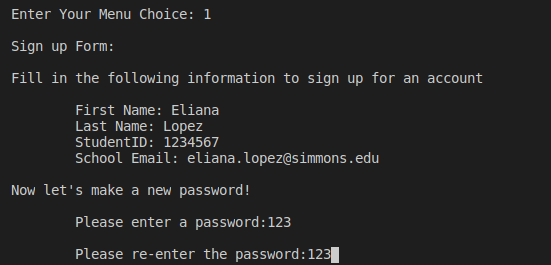 Enter Your Menu Choice: 1
Sign up Form:
Fill in the following information to sign up for an account
First Name: Eliana
Last Name: Lopez
StudentID: 1234567
School Email: eliana.lopez@simmons.edu
Now let's make a new password!
Please enter a password:123
Please re-enter the password:123